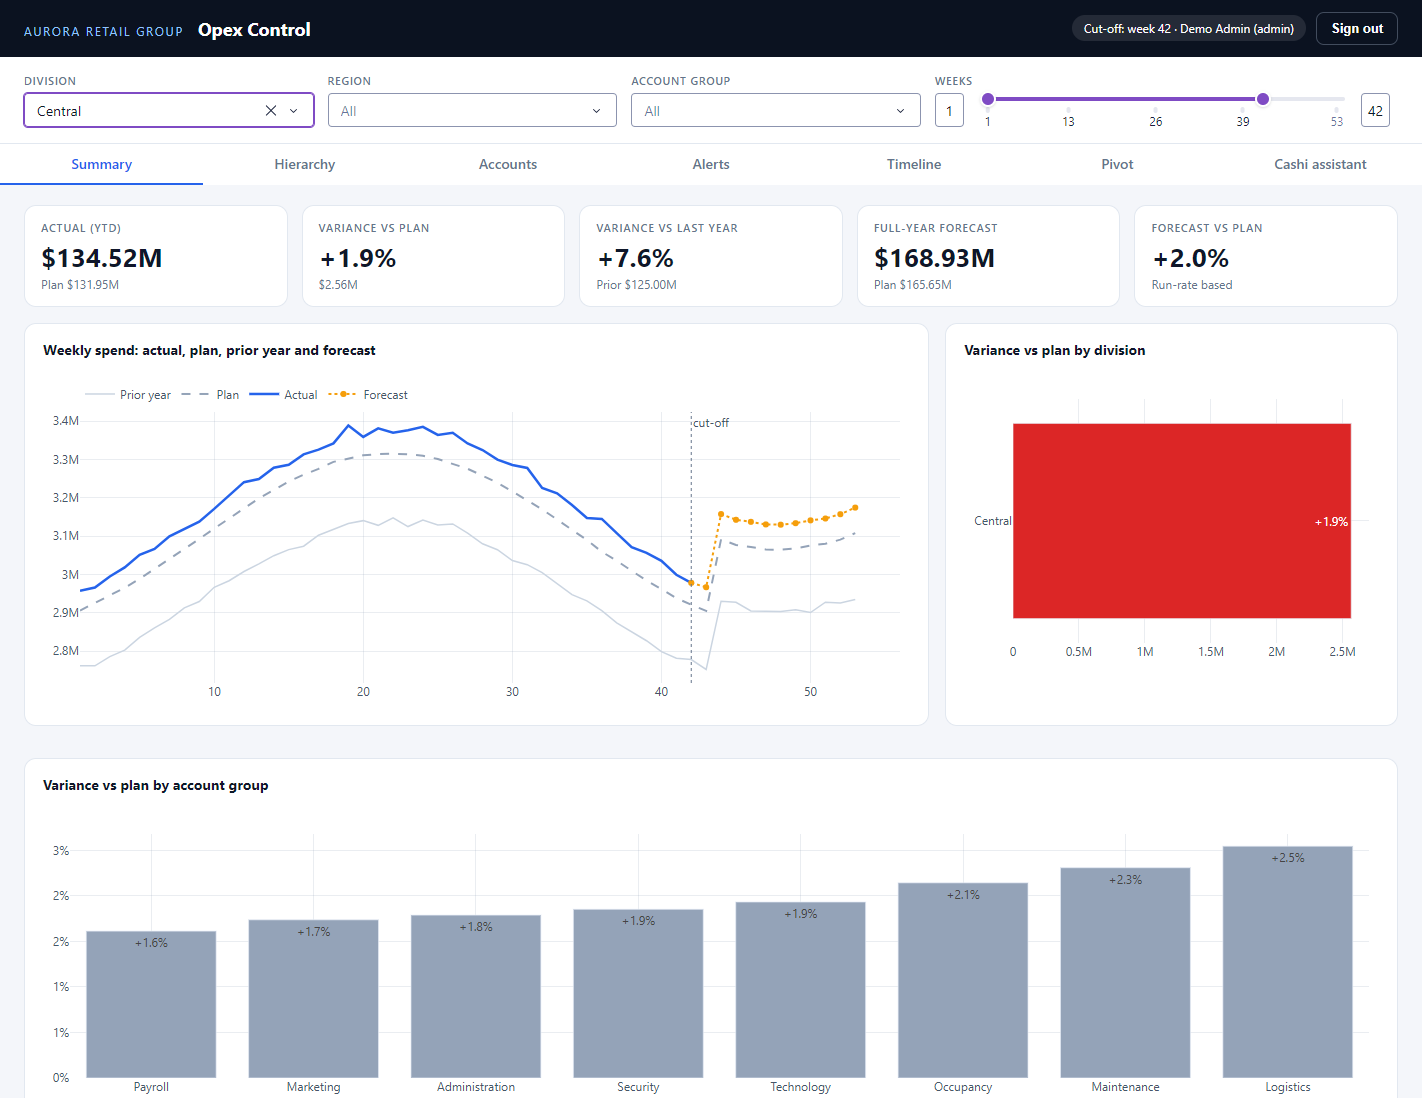 AURORA RETAIL GROUP Opex Control
Cut-off: week 42 · Demo Admin (admin)
Sign out
DIVISION
REGION
ACCOUNT GROUP
WEEKS
Central
All
All
1
1 13 26 39 53
42
Summary
Hierarchy
Accounts
Alerts
Timeline
Pivot
Cashi assistant
ACTUAL (YTD)
$134.52M
Plan $131.95M
VARIANCE VS PLAN
+1.9%
$2.56M
VARIANCE VS LAST YEAR
+7.6%
Prior $125.00M
FULL-YEAR FORECAST
$168.93M
Plan $165.65M
FORECAST VS PLAN
+2.0%
Run-rate based
Weekly spend: actual, plan, prior year and forecast
Prior year Plan Actual Forecast
cut-off
3.4M
3.3M
3.2M
3.1M
3M
2.9M
2.8M
10 20 30 40 50
Variance vs plan by division
Central
+1.9%
0 0.5M 1M 1.5M 2M 2.5M
Variance vs plan by account group
3%
2%
2%
1%
1%
0%
+1.6% +1.7% +1.8% +1.9% +1.9% +2.1% +2.3% +2.5%
Payroll Marketing Administration Security Technology Occupancy Maintenance Logistics